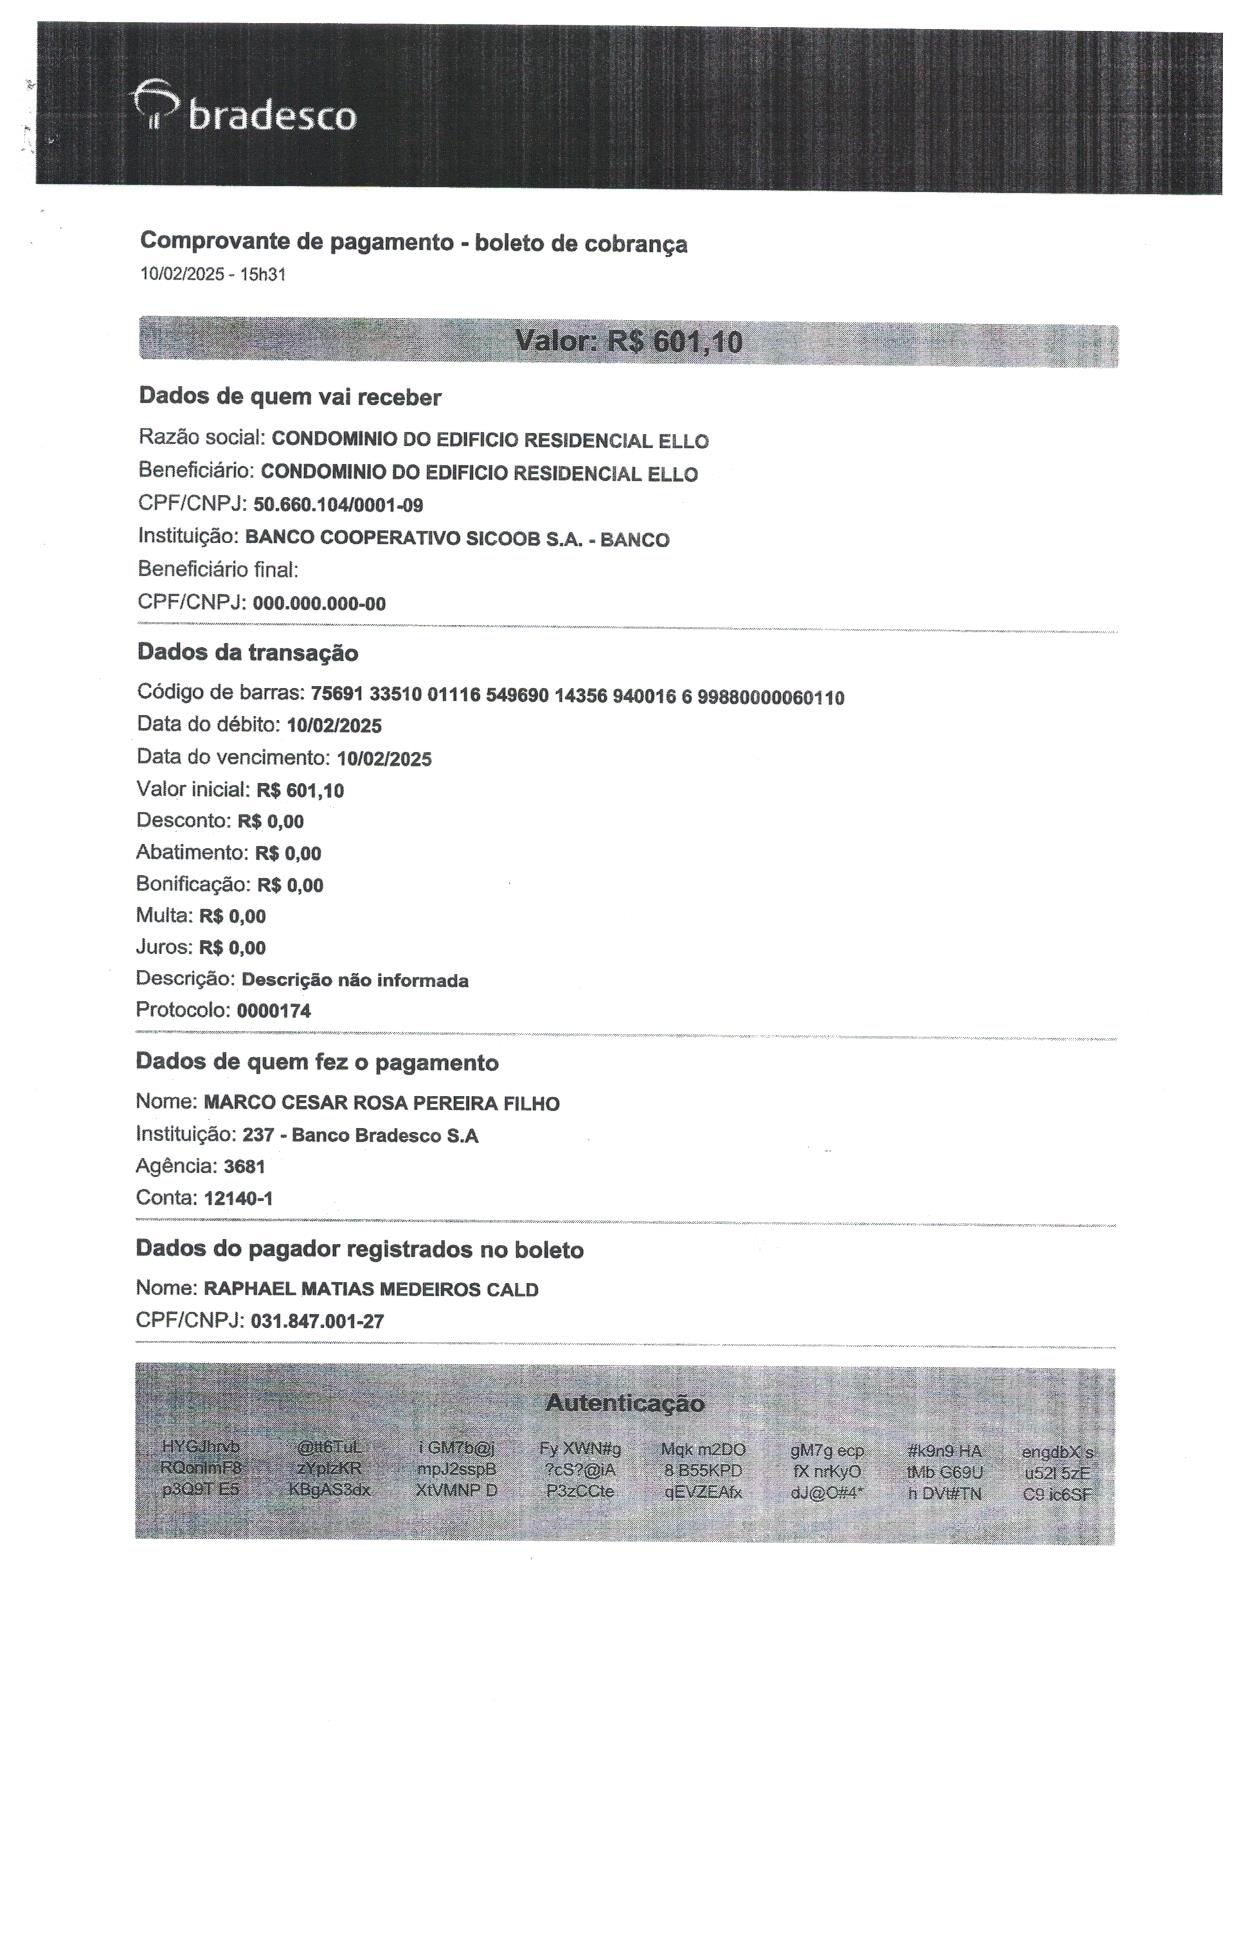 bradesco
Comprovante de pagamento - boleto de cobrança
10/02/2025 - 15h31
Valor: R$ 601,10
Dados de quem vai receber
Razão social: CONDOMINIO DO EDIFICIO RESIDENCIAL ELLO
Beneficiário: CONDOMINIO DO EDIFICIO RESIDENCIAL ELLO
CPF/CNPJ: 50.660.104/0001-09
Instituição: BANCO COOPERATIVO SICOOB S.A. - BANCO
Beneficiário final:
CPF/CNPJ: 000.000.000-00
Dados da transação
Código de barras: 75691 33510 01116 549690 14356 940016 6 99880000060110
Data do débito: 10/02/2025
Data do vencimento: 10/02/2025
Valor inicial: R$ 601,10
Desconto: R$ 0,00
Abatimento: R$ 0,00
Bonificação: R$ 0,00
Multa: R$ 0,00
Juros: R$ 0,00
Descrição: Descrição não informada
Protocolo: 0000174
Dados de quem fez o pagamento
Nome: MARCO CESAR ROSA PEREIRA FILHO
Instituição: 237 - Banco Bradesco S.A
Agência: 3681
Conta: 12140-1
Dados do pagador registrados no boleto
Nome: RAPHAEL MATIAS MEDEIROS CALD
CPF/CNPJ: 031.847.001-27
Autenticação
i GM7b@j Fy XWN#g Mqk m2DO gM7g ecp #k9n9 HA engdbX s
mpJ2sspB ?cS?@iA 8 B55KPD fX nrKyO tMb G69U
p3Q9T E5 KBgAS3dx XtVMNP D P3zCCte qEVZEAfx dJ@O#4* h DVt#TN C9 ic6SF